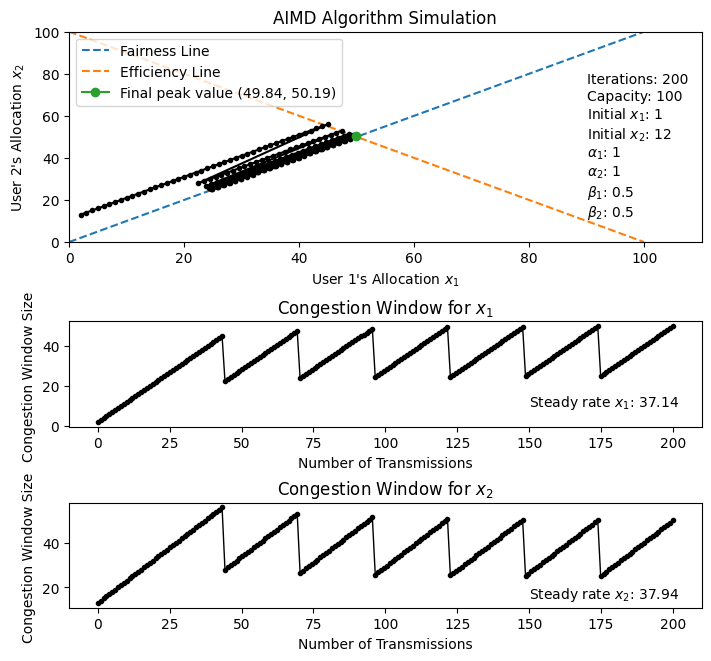 AIMD Algorithm Simulation
User 2's Allocation x₂
100
80
60
40
20
0
Fairness Line
Efficiency Line
Final peak value (49.84, 50.19)
Iterations: 200
Capacity: 100
Initial x₁: 1
Initial x₂: 12
α₁: 1
α₂: 1
β₁: 0.5
β₂: 0.5
0 20 40 60 80 100
User 1's Allocation x₁
Congestion Window for x₁
Congestion Window Size
40
20
0
Steady rate x₁: 37.14
0 25 50 75 100 125 150 175 200
Number of Transmissions
Congestion Window for x₂
Congestion Window Size
40
20
Steady rate x₂: 37.94
0 25 50 75 100 125 150 175 200
Number of Transmissions